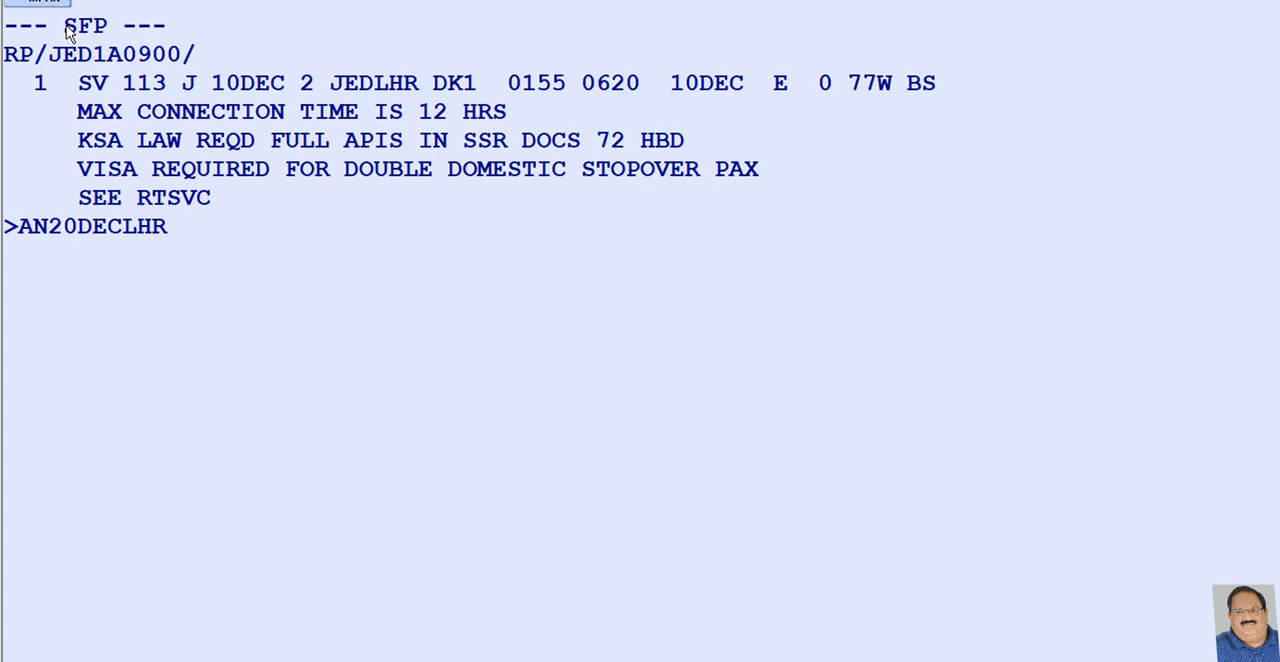 --- SFP ---
RP/JED1A0900/
1 SV 113 J 10DEC 2 JEDLHR DK1 0155 0620 10DEC E 0 77W BS
MAX CONNECTION TIME IS 12 HRS
KSA LAW REQD FULL APIS IN SSR DOCS 72 HBD
VISA REQUIRED FOR DOUBLE DOMESTIC STOPOVER PAX
SEE RTSVC
>AN20DECLHR